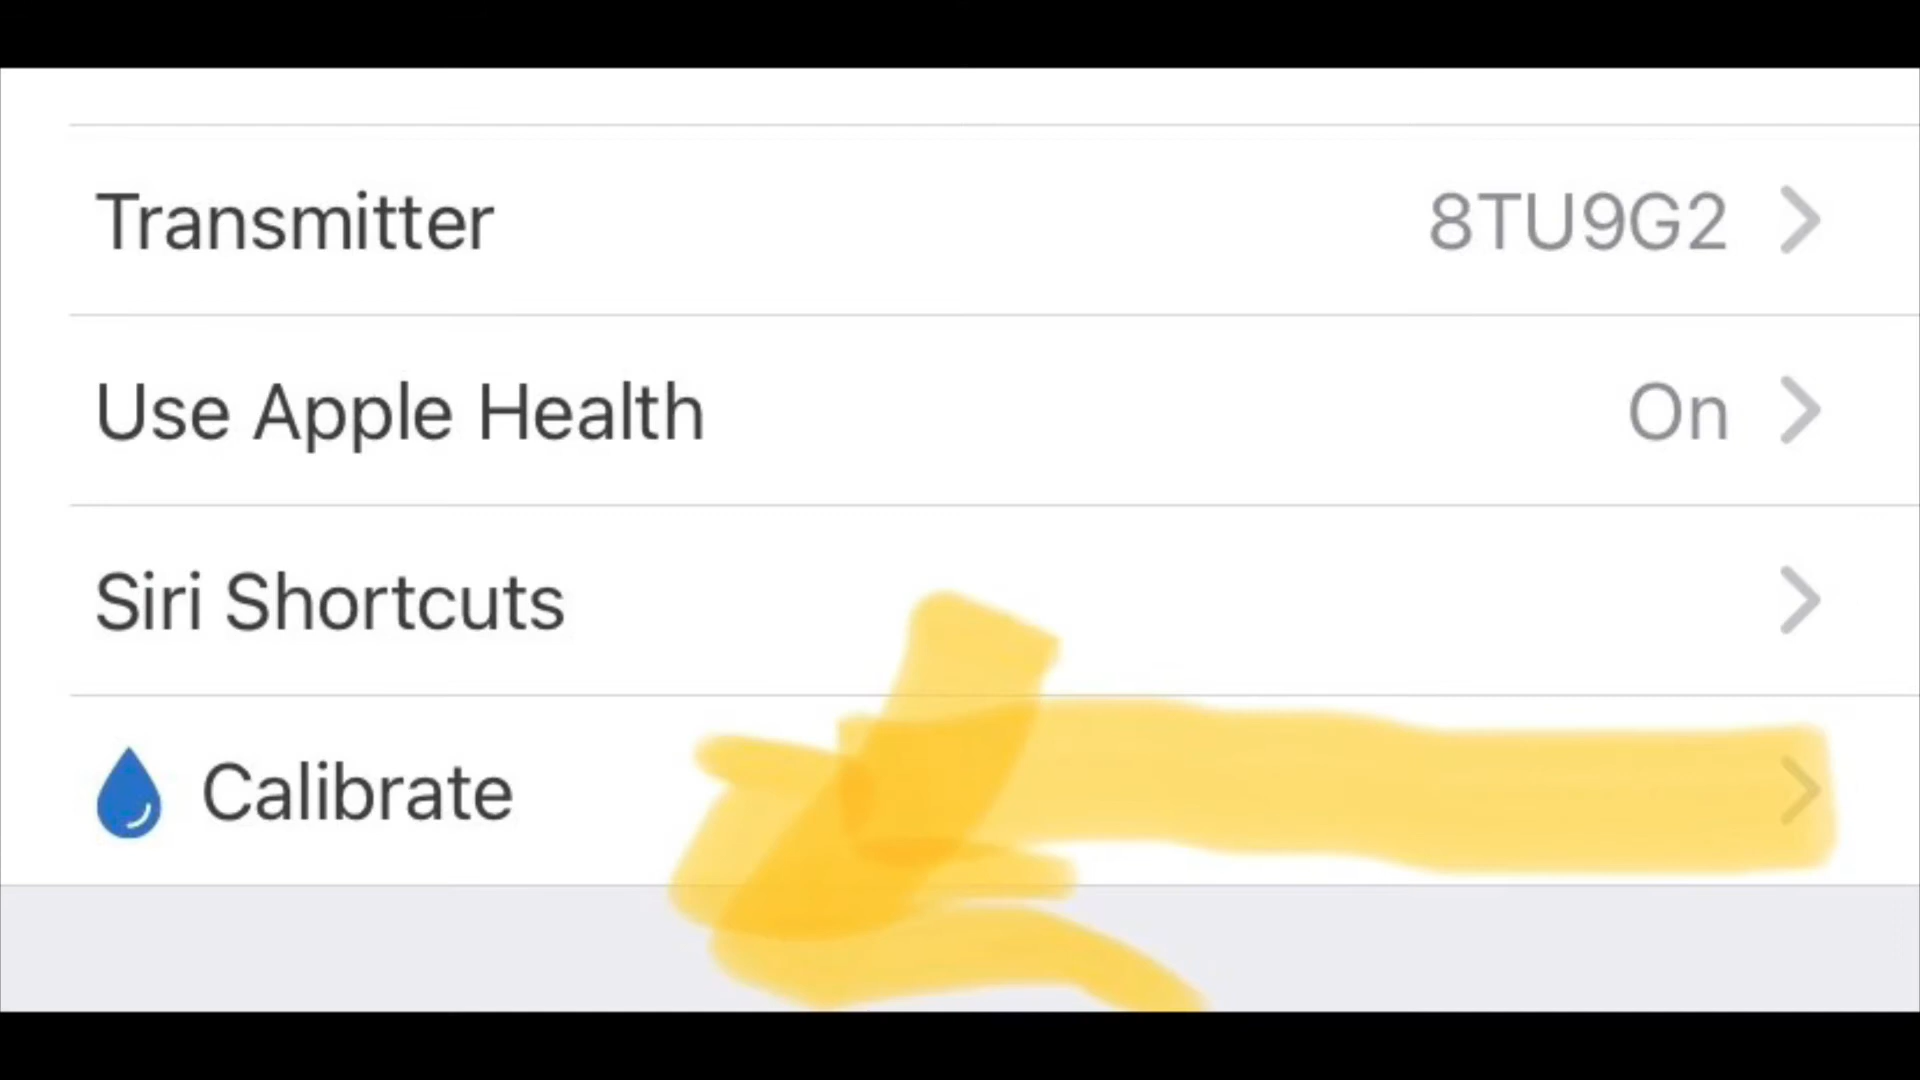 Transmitter 8TU9G2
Use Apple Health On
Siri Shortcuts
Calibrate